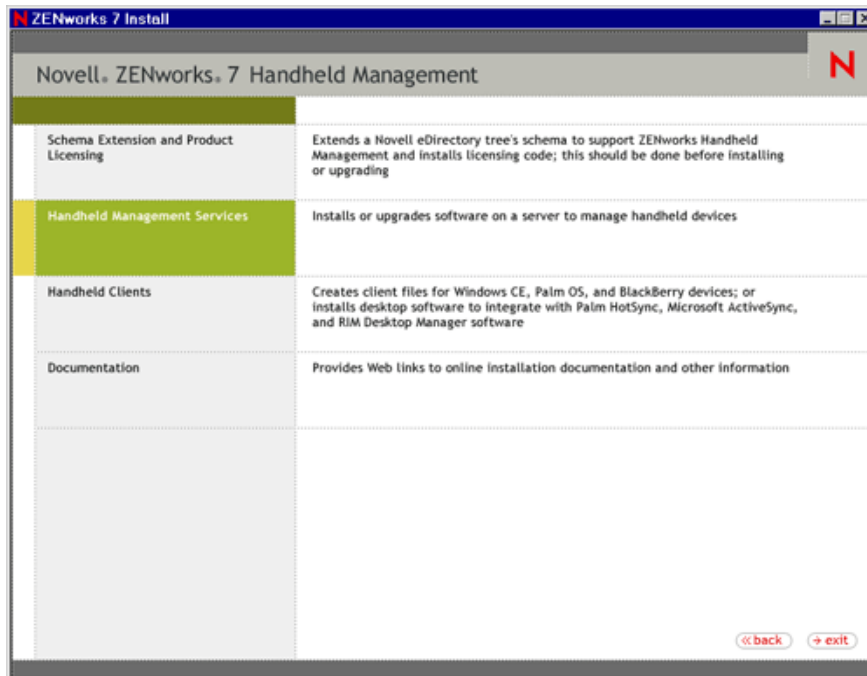 N ZENworks 7 Install
Novell® ZENworks® 7 Handheld Management
N
Schema Extension and Product
Licensing
Extends a Novell eDirectory tree's schema to support ZENworks Handheld
Management and installs licensing code; this should be done before installing
or upgrading
Handheld Management Services
Installs or upgrades software on a server to manage handheld devices
Handheld Clients
Creates client files for Windows CE, Palm OS, and BlackBerry devices; or
installs desktop software to integrate with Palm HotSync, Microsoft ActiveSync,
and RIM Desktop Manager software
Documentation
Provides Web links to online installation documentation and other information
«back
→ exit